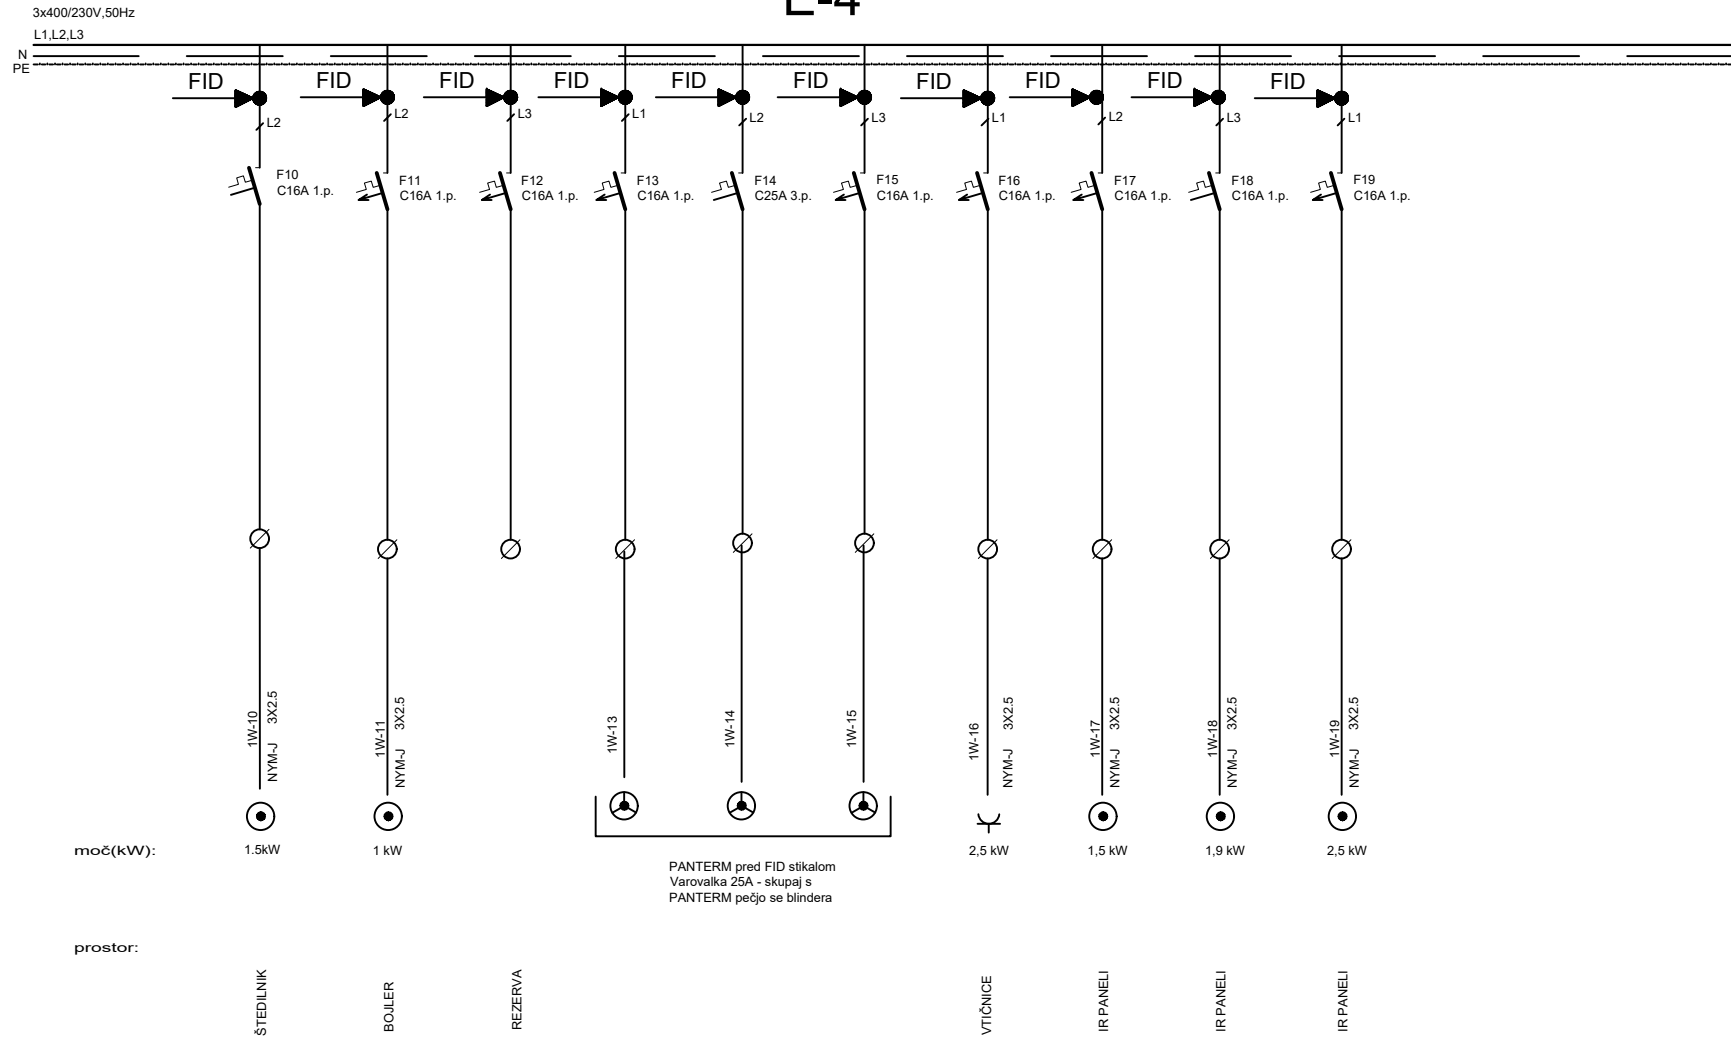 E-4
3x400/230V,50Hz
L1,L2,L3
N
PE
FID FID FID FID FID FID FID FID FID FID
L2 L2 L3 L1 L2 L3 L1 L2 L3 L1
F10 F11 F12 F13 F14 F15 F16 F17 F18 F19
C16A 1.p. C16A 1.p. C16A 1.p. C16A 1.p. C25A 3.p. C16A 1.p. C16A 1.p. C16A 1.p. C16A 1.p. C16A 1.p.
1W-10
NYM-J 3X2.5
1W-11
NYM-J 3X2.5
1W-13
1W-14
1W-15
1W-16
NYM-J 3X2.5
1W-17
NYM-J 3X2.5
1W-18
NYM-J 3X2.5
1W-19
NYM-J 3X2.5
moč(kW): 1.5kW 1 kW 2,5 kW 1,5 kW 1,9 kW 2,5 kW
PANTERM pred FID stikalom
Varovalka 25A - skupaj s
PANTERM pečjo se blindera
prostor:
ŠTEDILNIK
BOJLER
REZERVA
VTIČNICE
IR PANELI
IR PANELI
IR PANELI